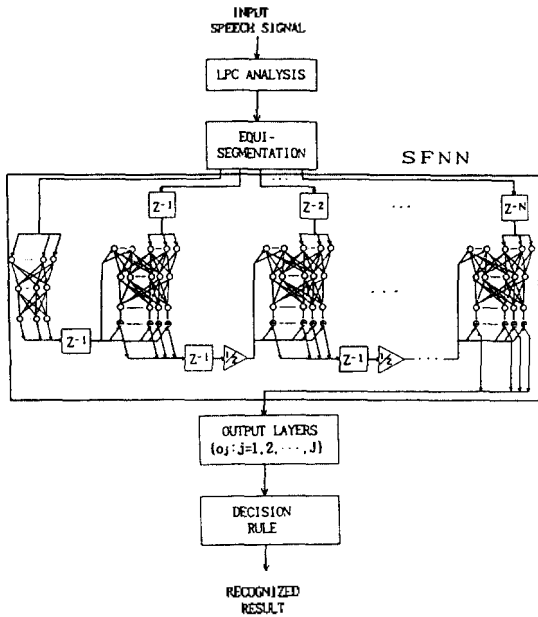 INPUT
SPEECH SIGNAL
LPC ANALYSIS
EQUI-
SEGMENTATION
SFNN
Z-1
Z-2
...
Z-N
...
Z-1
Z-1
1/2
Z-1
1/2
.....
OUTPUT LAYERS
{oj:j=1,2,...,J}
DECISION
RULE
RECOGNIZED
RESULT